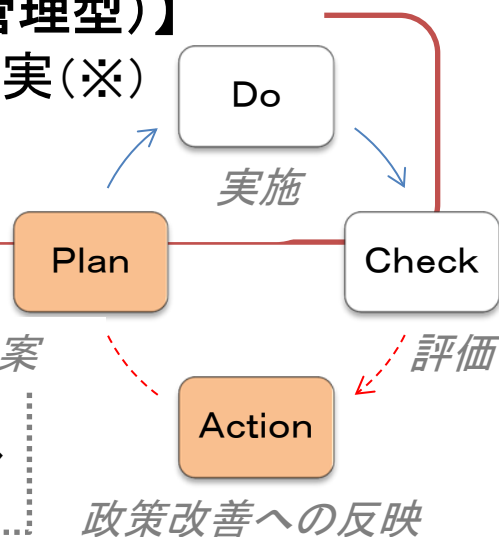 管理型)】
実(※)
Do
実施
Plan
Check
案
評価
Action
政策改善への反映